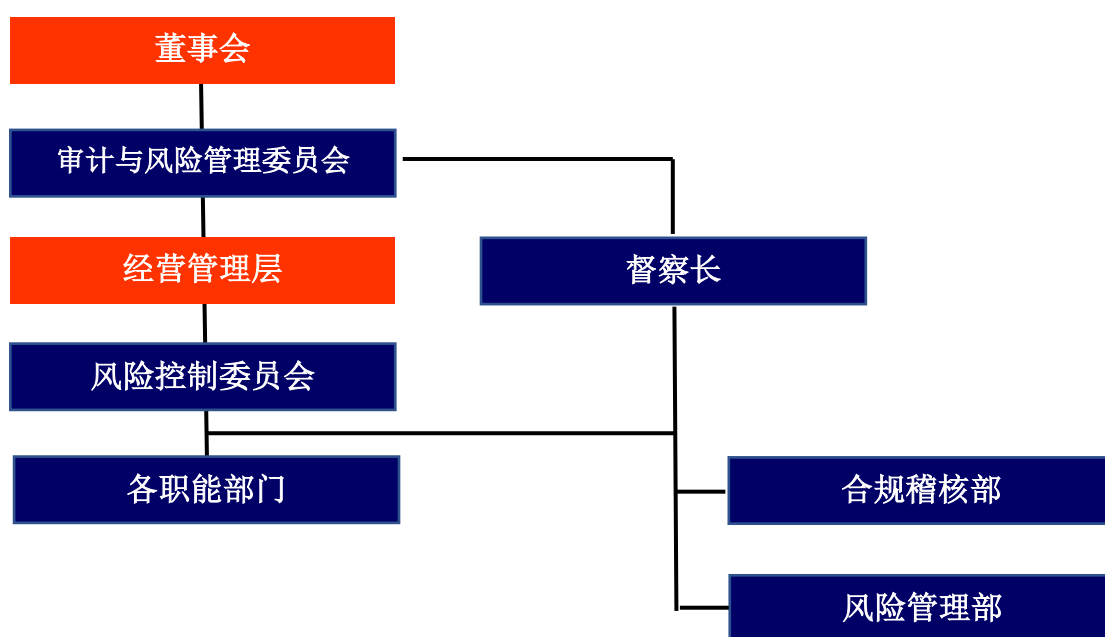 董事会
审计与风险管理委员会
经营管理层
督察长
风险控制委员会
各职能部门
合规稽核部
风险管理部